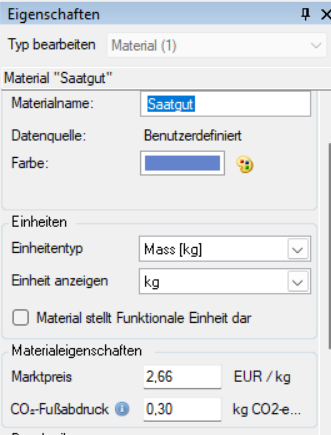 Eigenschaften
Typ bearbeiten Material (1)
Material "Saatgut"
Materialname: Saatgut
Datenquelle: Benutzerdefiniert
Farbe:
Einheiten
Einheitentyp Mass [kg]
Einheit anzeigen kg
Material stellt Funktionale Einheit dar
Materialeigenschaften
Marktpreis 2,66 EUR / kg
CO₂-Fußabdruck 0,30 kg CO2-e...